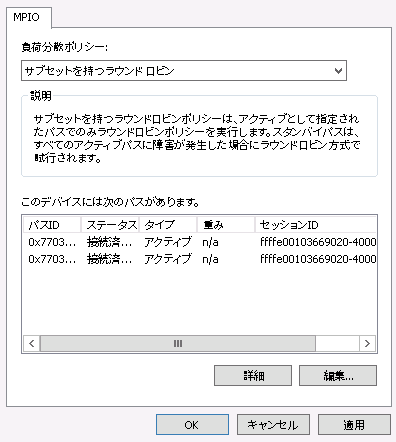 MPIO
負荷分散ポリシー:
サブセットを持つラウンド ロビン
説明
サブセットを持つラウンドロビンポリシーは、アクティブとして指定さ
れたパスでのみラウンドロビンポリシーを実行します。スタンバイパスは、
すべてのアクティブパスに障害が発生した場合にラウンドロビン方式で
試行されます。
このデバイスには次のパスがあります。
パスID ステータス タイプ 重み セッションID
0x7703... 接続済... アクティブ n/a ffffe00103669020-4000
0x7703... 接続済... アクティブ n/a ffffe00103669020-4000
詳細 編集...
OK キャンセル 適用